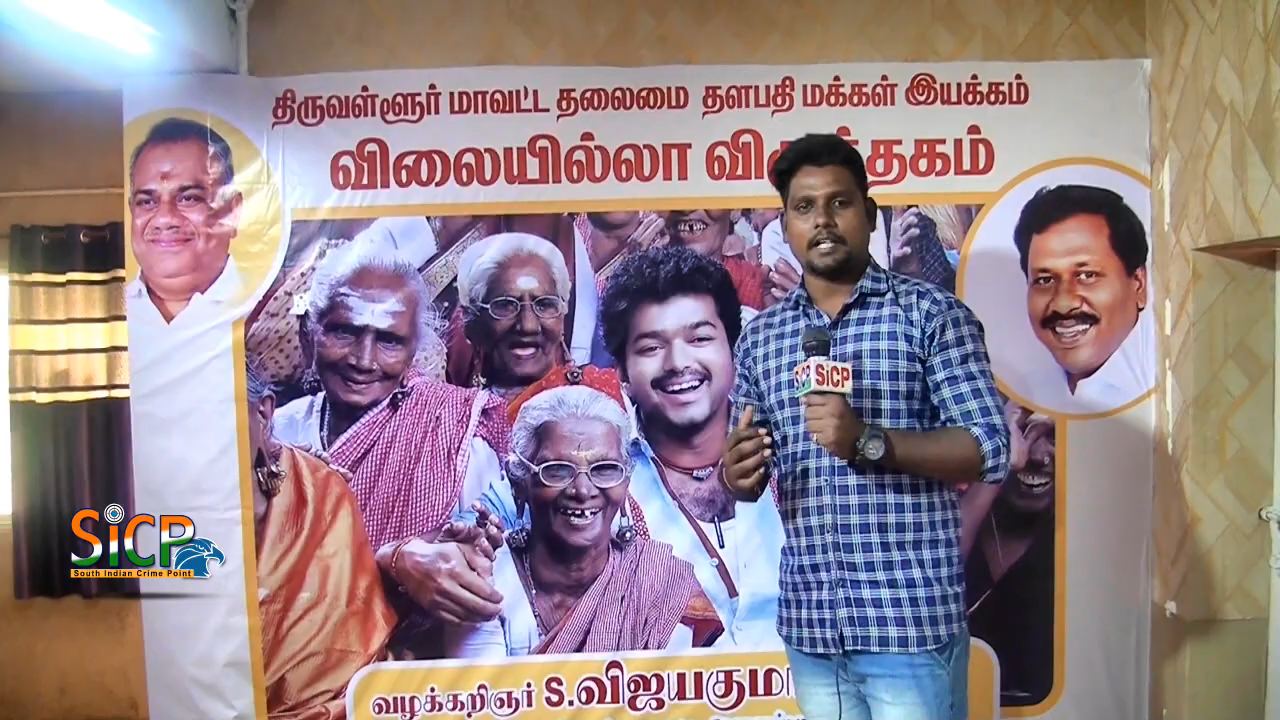 திருவள்ளூர் மாவட்ட தலைமை தளபதி மக்கள் இயக்கம்
விலையில்லா
SiCP
SiCP
South Indian Crime Point
வழக்கறிஞர் S.விஜயகுமா